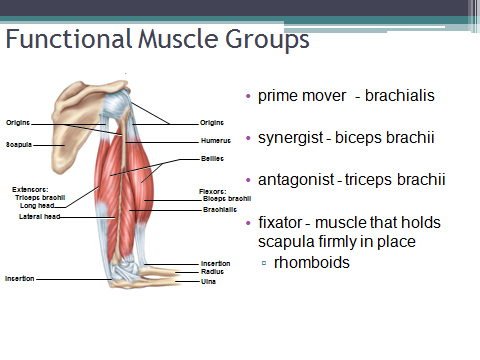 Functional Muscle Groups
Origins
Scapula
Extensors:
Triceps brachii
Long head
Lateral head
Insertion
Origins
Humerus
Bellies
Flexors:
Biceps brachii
Brachialis
Insertion
Radius
Ulna
• prime mover - brachialis
• synergist - biceps brachii
• antagonist - triceps brachii
• fixator - muscle that holds
scapula firmly in place
▫ rhomboids